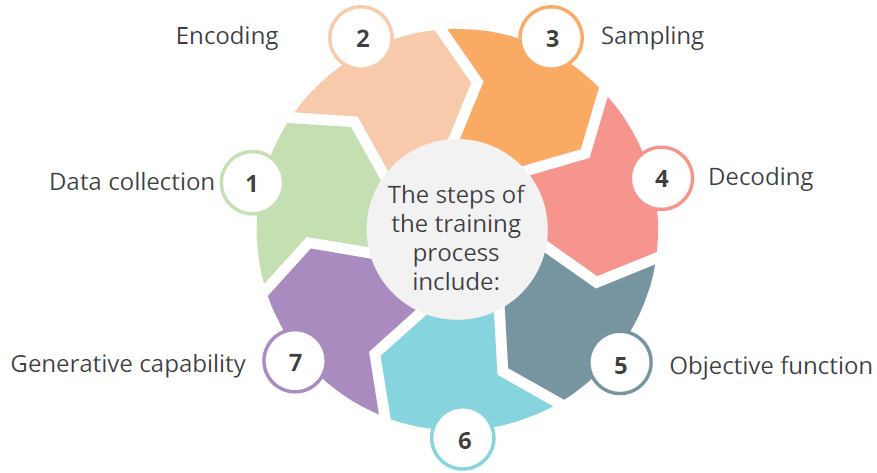 The steps of
the training
process
include:
1
Data collection
2
Encoding
3
Sampling
4
Decoding
5
Objective function
6
7
Generative capability